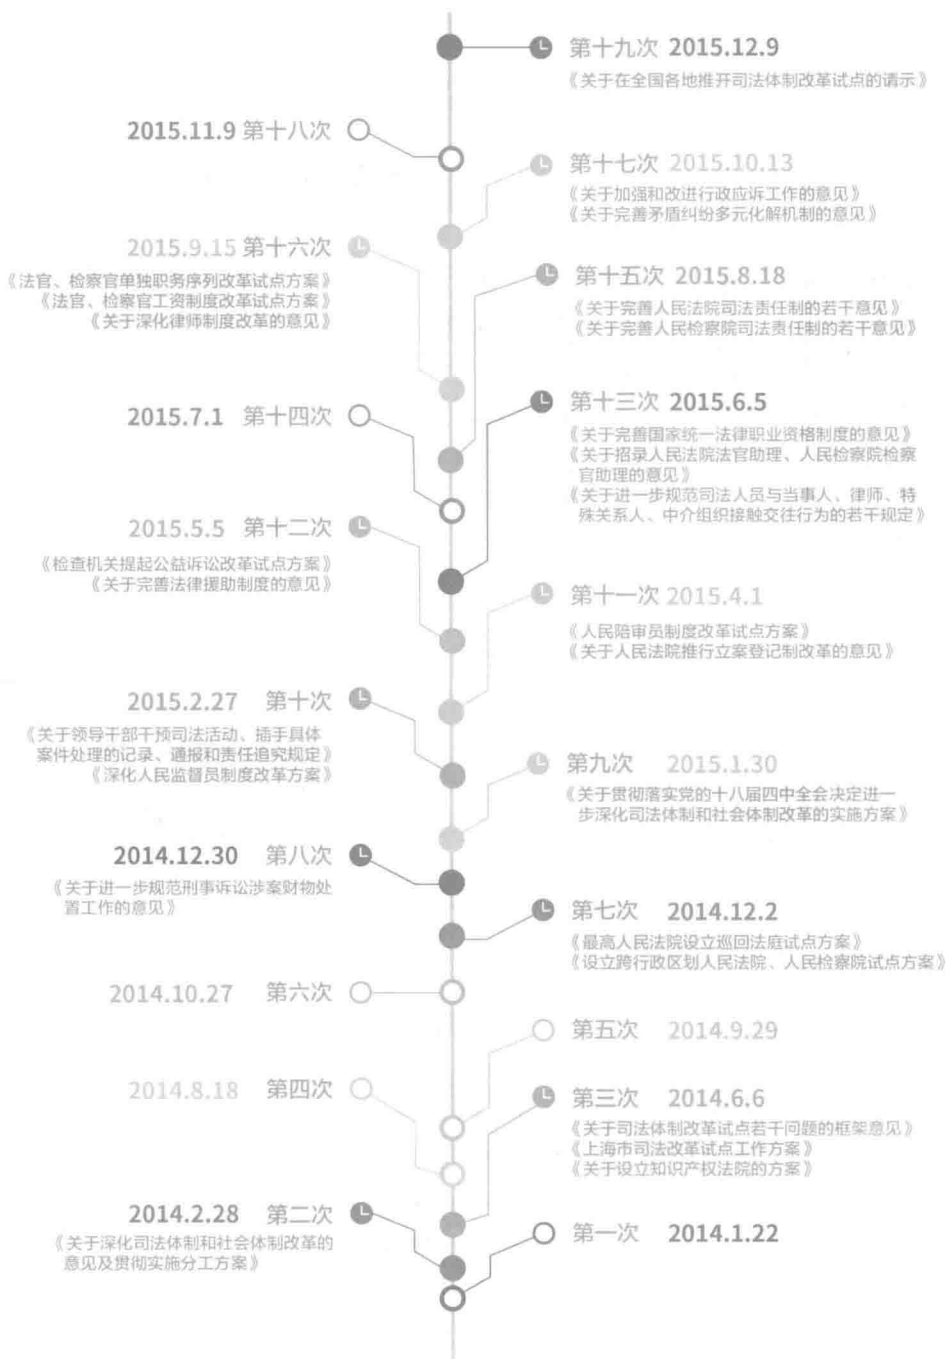 第十九次 2015.12.9
《关于在全国各地推开司法体制改革试点的请示》
2015.11.9 第十八次
第十七次 2015.10.13
《关于加强和改进行政应诉工作的意见》
《关于完善矛盾纠纷多元化解机制的意见》
2015.9.15 第十六次
《法官、检察官单独职务序列改革试点方案》
《法官、检察官工资制度改革试点方案》
《关于深化律师制度改革的意见》
第十五次 2015.8.18
《关于完善人民法院司法责任制的若干意见》
《关于完善人民检察院司法责任制的若干意见》
2015.7.1 第十四次
第十三次 2015.6.5
《关于完善国家统一法律职业资格制度的意见》
《关于招录人民法院法官助理、人民检察院检察
官助理的意见》
《关于进一步规范司法人员与当事人、律师、特
殊关系人、中介组织接触交往行为的若干规定》
2015.5.5 第十二次
《检查机关提起公益诉讼改革试点方案》
《关于完善法律援助制度的意见》
第十一次 2015.4.1
《人民陪审员制度改革试点方案》
《关于人民法院推行立案登记制改革的意见》
2015.2.27 第十次
《关于领导干部干预司法活动、插手具体
案件处理的记录、通报和责任追究规定》
《深化人民监督员制度改革方案》
第九次 2015.1.30
《关于贯彻落实党的十八届四中全会决定进一
步深化司法体制和社会体制改革的实施方案》
2014.12.30 第八次
《关于进一步规范刑事诉讼涉案财物处
置工作的意见》
第七次 2014.12.2
《最高人民法院设立巡回法庭试点方案》
《设立跨行政区划人民法院、人民检察院试点方案》
2014.10.27 第六次
第五次 2014.9.29
2014.8.18 第四次
第三次 2014.6.6
《关于司法体制改革试点若干问题的框架意见》
《上海市司法改革试点工作方案》
《关于设立知识产权法院的方案》
2014.2.28 第二次
《关于深化司法体制和社会体制改革的
意见及贯彻实施分工方案》
第一次 2014.1.22